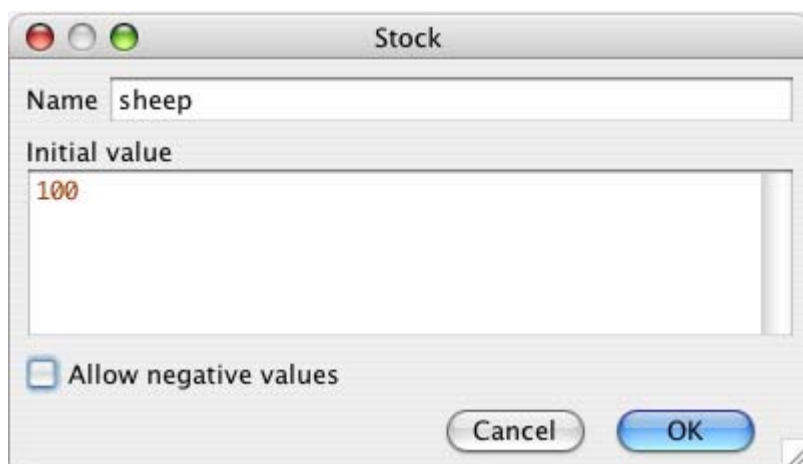 Stock
Name sheep
Initial value
100
Allow negative values
Cancel OK